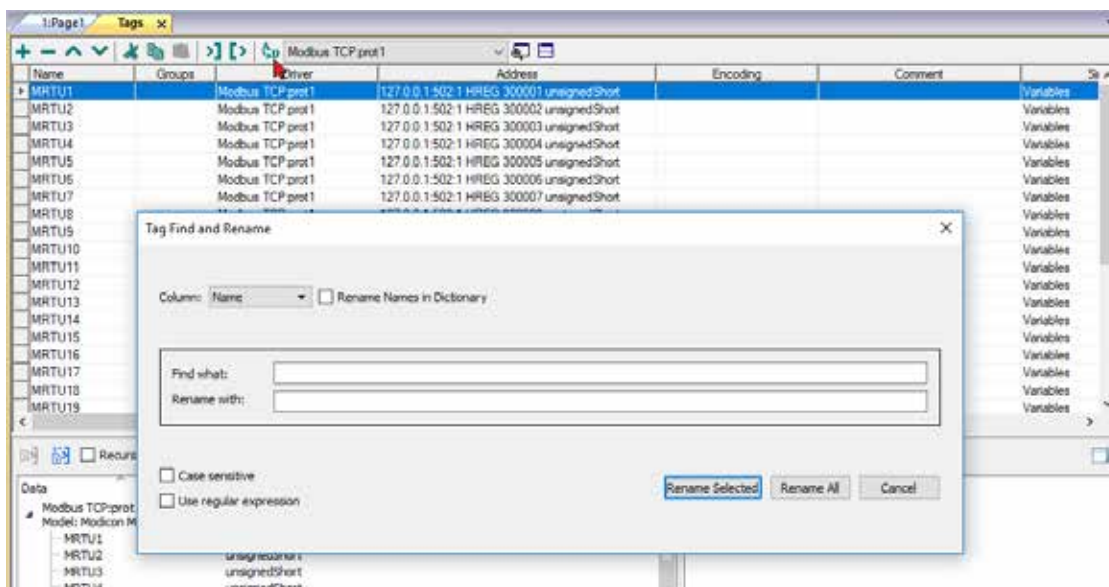 1:Page1 Tags x
Modbus TCP:prot1
Name Groups Driver Address Encoding Comment
MRTU1 Modbus TCP:prot1 127.0.0.1:502:1 HREG 300001 unsignedShort Variables
MRTU2 Modbus TCP:prot1 127.0.0.1:502:1 HREG 300002 unsignedShort Variables
MRTU3 Modbus TCP:prot1 127.0.0.1:502:1 HREG 300003 unsignedShort Variables
MRTU4 Modbus TCP:prot1 127.0.0.1:502:1 HREG 300004 unsignedShort Variables
MRTU5 Modbus TCP:prot1 127.0.0.1:502:1 HREG 300005 unsignedShort Variables
MRTU6 Modbus TCP:prot1 127.0.0.1:502:1 HREG 300006 unsignedShort Variables
MRTU7 Modbus TCP:prot1 127.0.0.1:502:1 HREG 300007 unsignedShort Variables
MRTU8 Variables
MRTU9 Variables
MRTU10 Variables
MRTU11 Variables
MRTU12 Variables
MRTU13 Variables
MRTU14 Variables
MRTU15 Variables
MRTU16 Variables
MRTU17 Variables
MRTU18 Variables
MRTU19 Variables
Tag Find and Rename
Column: Name Rename Names in Dictionary
Find what:
Rename with:
Case sensitive
Use regular expression
Rename Selected Rename All Cancel
Data
Modbus TCP:prot
Model: Modicon M
MRTU1
MRTU2 unsignedShort
MRTU3 unsignedShort